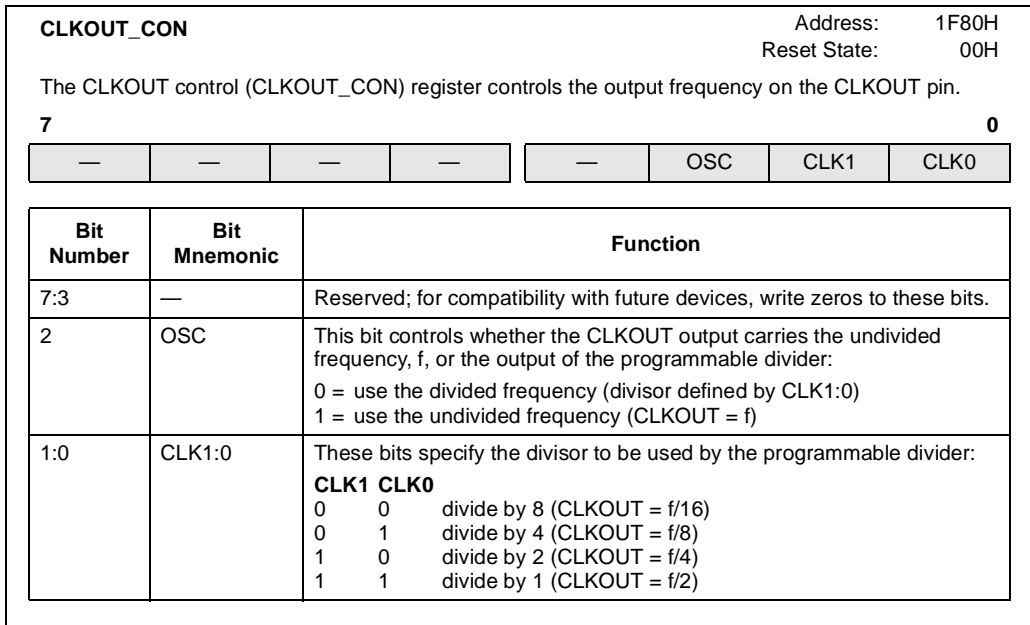 CLKOUT_CON Address: 1F80H
Reset State: 00H
The CLKOUT control (CLKOUT_CON) register controls the output frequency on the CLKOUT pin.
7 0
— — — — — OSC CLK1 CLK0
Bit Number Bit Mnemonic Function
7:3 — Reserved; for compatibility with future devices, write zeros to these bits.
2 OSC This bit controls whether the CLKOUT output carries the undivided
frequency, f, or the output of the programmable divider:
0 = use the divided frequency (divisor defined by CLK1:0)
1 = use the undivided frequency (CLKOUT = f)
1:0 CLK1:0 These bits specify the divisor to be used by the programmable divider:
CLK1 CLK0
0 0 divide by 8 (CLKOUT = f/16)
0 1 divide by 4 (CLKOUT = f/8)
1 0 divide by 2 (CLKOUT = f/4)
1 1 divide by 1 (CLKOUT = f/2)